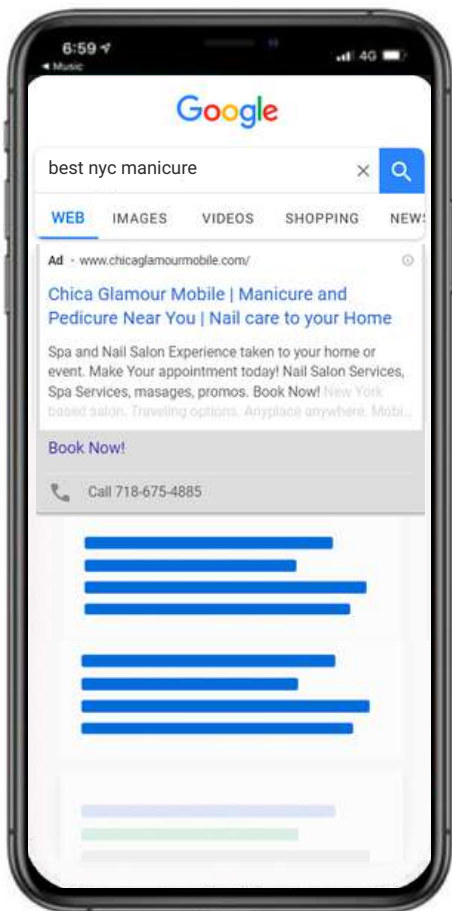 6:59
Music
4G
Google
best nyc manicure
WEB IMAGES VIDEOS SHOPPING NEWS
Ad · www.chicaglamourmobile.com/
Chica Glamour Mobile | Manicure and
Pedicure Near You | Nail care to your Home
Spa and Nail Salon Experience taken to your home or
event. Make Your appointment today! Nail Salon Services,
Spa Services, masages, promos. Book Now! New York
based salon. Traveling options. Anyplace anywhere. Mobi...
Book Now!
Call 718-675-4885